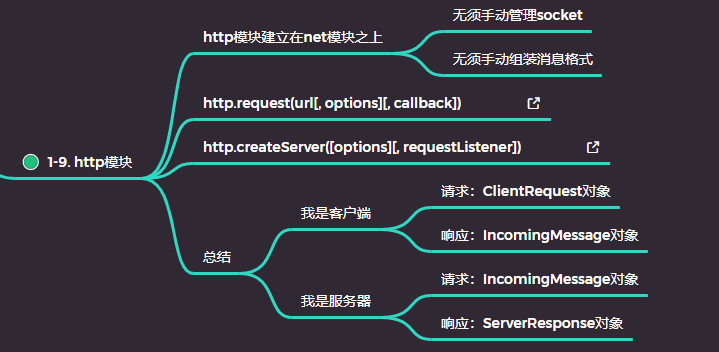 http模块建立在net模块之上
无须手动管理socket
无须手动组装消息格式
http.request(url[, options][, callback])
http.createServer([options][, requestListener])
1-9. http模块
总结
我是客户端
请求：ClientRequest对象
响应：IncomingMessage对象
我是服务器
请求：IncomingMessage对象
响应：ServerResponse对象